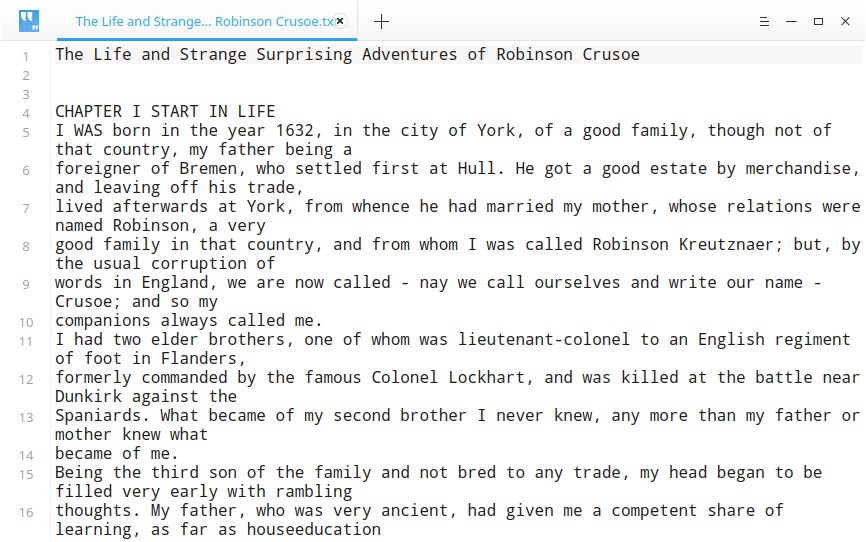 The Life and Strange... Robinson Crusoe.txt
1 The Life and Strange Surprising Adventures of Robinson Crusoe
2
3
4 CHAPTER I START IN LIFE
5 I WAS born in the year 1632, in the city of York, of a good family, though not of
that country, my father being a
6 foreigner of Bremen, who settled first at Hull. He got a good estate by merchandise,
and leaving off his trade,
7 lived afterwards at York, from whence he had married my mother, whose relations were
named Robinson, a very
8 good family in that country, and from whom I was called Robinson Kreutznaer; but, by
the usual corruption of
9 words in England, we are now called - nay we call ourselves and write our name -
Crusoe; and so my
10 companions always called me.
11 I had two elder brothers, one of whom was lieutenant-colonel to an English regiment
of foot in Flanders,
12 formerly commanded by the famous Colonel Lockhart, and was killed at the battle near
Dunkirk against the
13 Spaniards. What became of my second brother I never knew, any more than my father or
mother knew what
14 became of me.
15 Being the third son of the family and not bred to any trade, my head began to be
filled very early with rambling
16 thoughts. My father, who was very ancient, had given me a competent share of
learning, as far as houseeducation